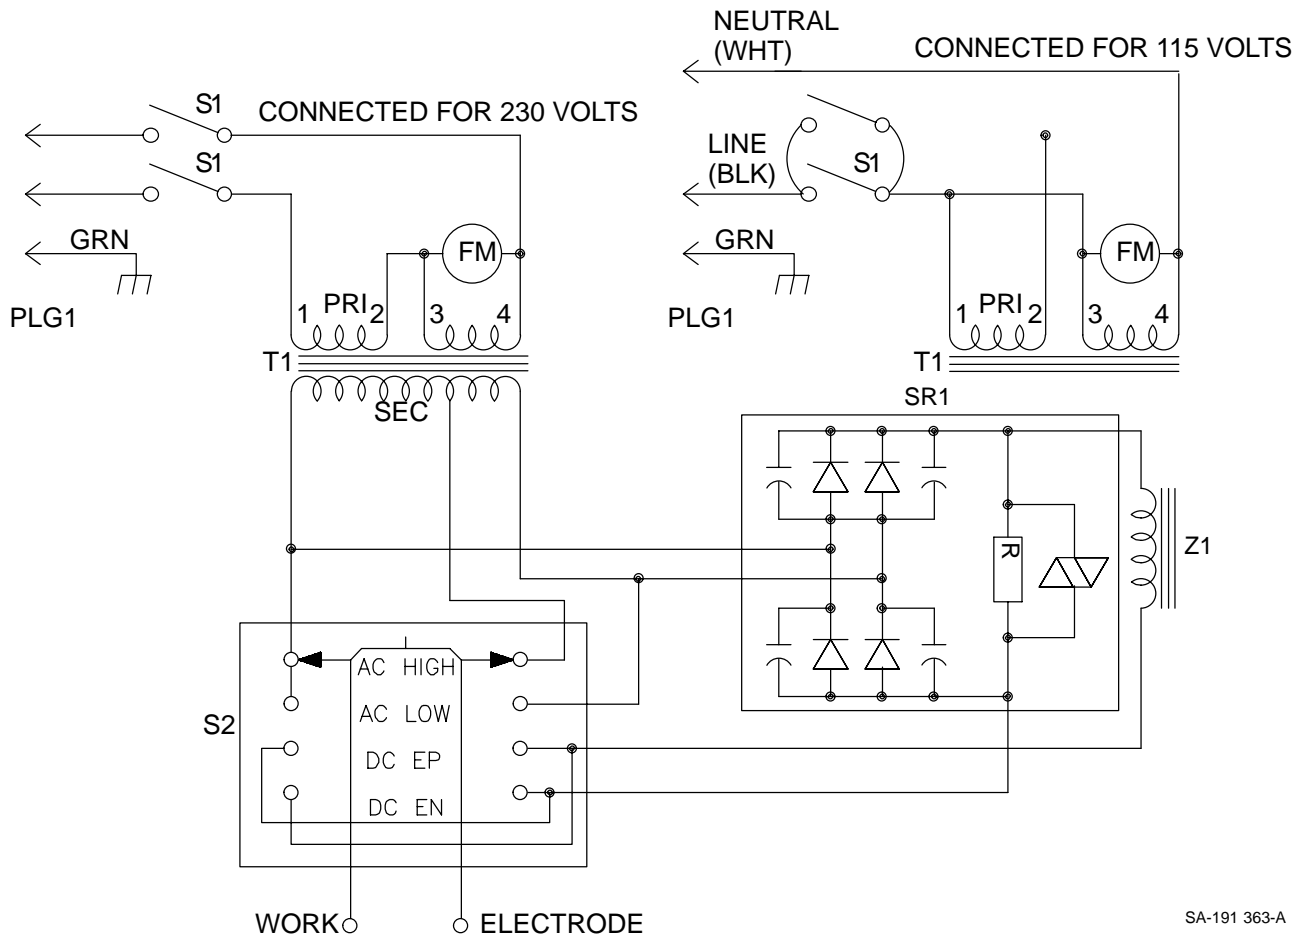 NEUTRAL
(WHT)
CONNECTED FOR 115 VOLTS
S1
CONNECTED FOR 230 VOLTS
S1
LINE
(BLK)
S1
GRN
FM
GRN
FM
PLG1
1 PRI 2 3 4
PLG1
1 PRI 2 3 4
T1
T1
SEC
SR1
R
Z1
AC HIGH
AC LOW
S2
DC EP
DC EN
WORK
ELECTRODE
SA-191 363-A